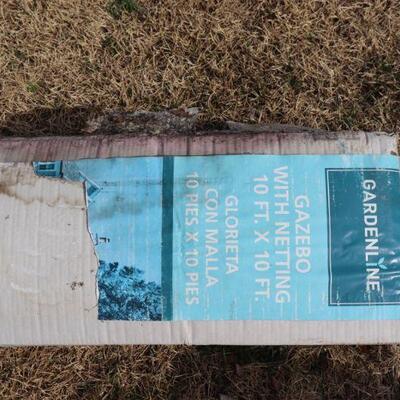 GARDENLINE
GAZEBO
WITH NETTING
10 FT. X 10 FT.
GLORIETA
CON MALLA
10 PIES X 10 PIES